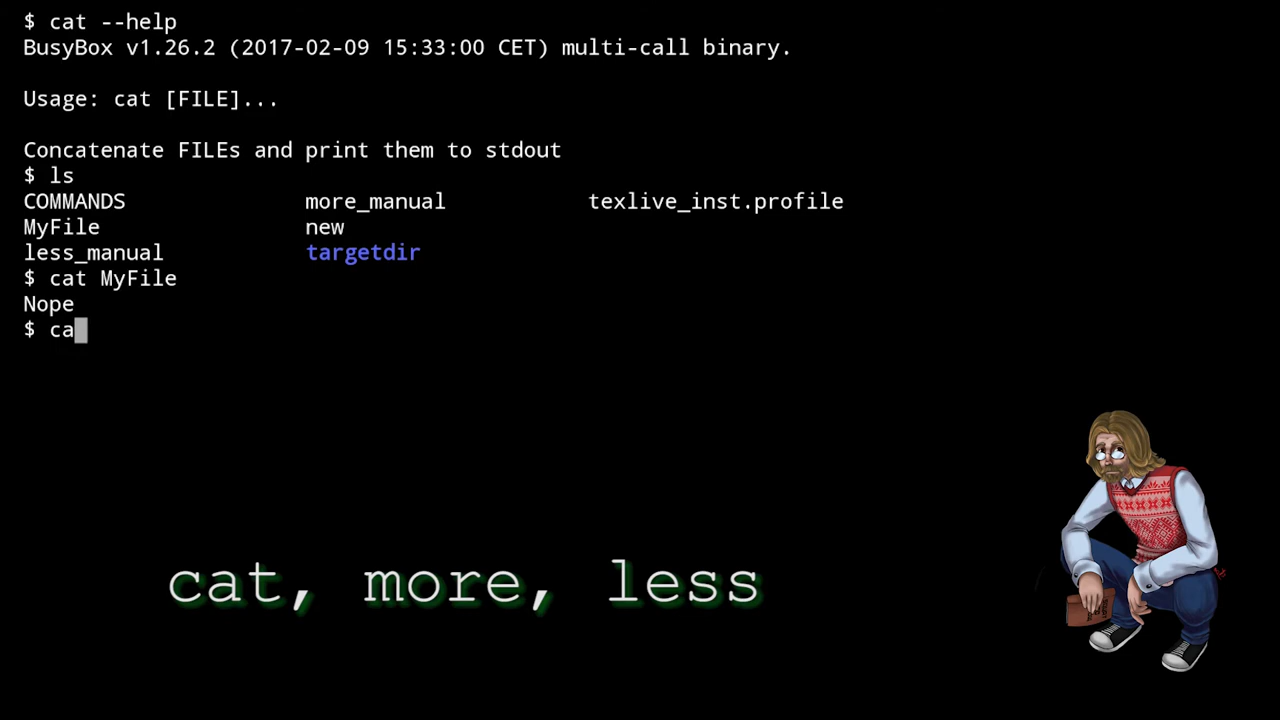 $ cat --help
BusyBox v1.26.2 (2017-02-09 15:33:00 CET) multi-call binary.
Usage: cat [FILE]...
Concatenate FILEs and print them to stdout
$ ls
COMMANDS more_manual texlive_inst.profile
MyFile new
less_manual targetdir
$ cat MyFile
Nope
$ ca
cat, more, less